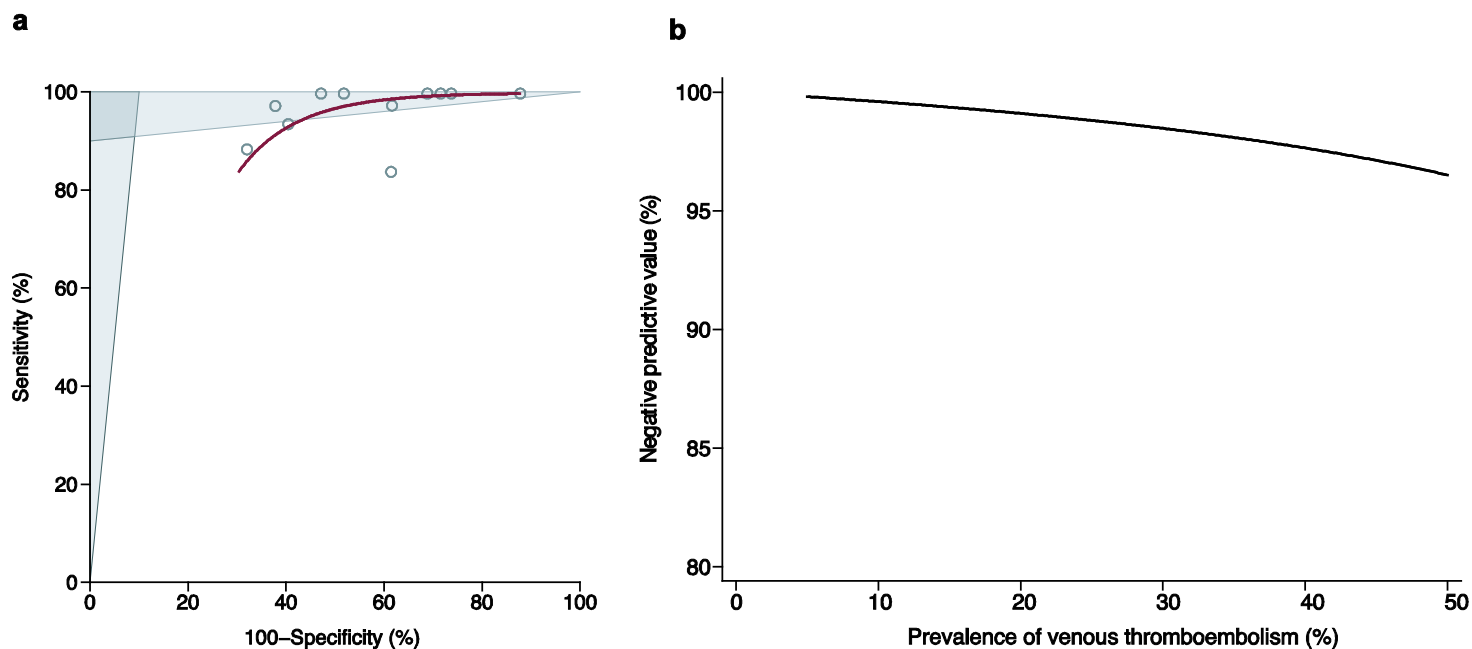 a
b
100
80
60
40
20
0
Sensitivity (%)
0 20 40 60 80 100
100–Specificity (%)
100
95
90
85
80
Negative predictive value (%)
0 10 20 30 40 50
Prevalence of venous thromboembolism (%)